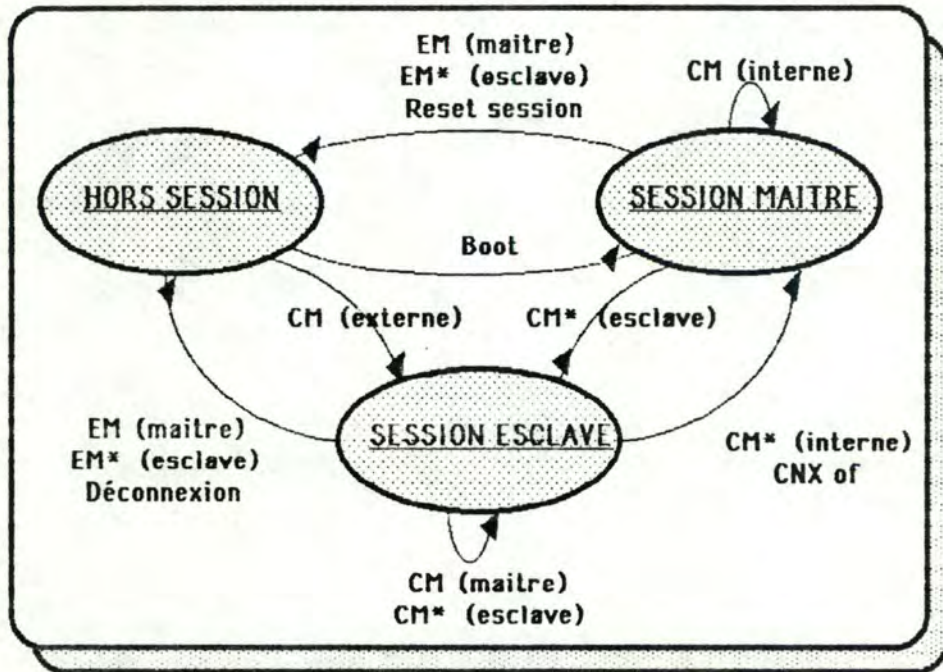 EM (maitre)
EM* (esclave)
Reset session
CM (interne)
HORS SESSION
SESSION MAITRE
Boot
CM (externe)
CM* (esclave)
SESSION ESCLAVE
EM (maitre)
EM* (esclave)
Déconnexion
CM* (interne)
CNX of
CM (maitre)
CM* (esclave)